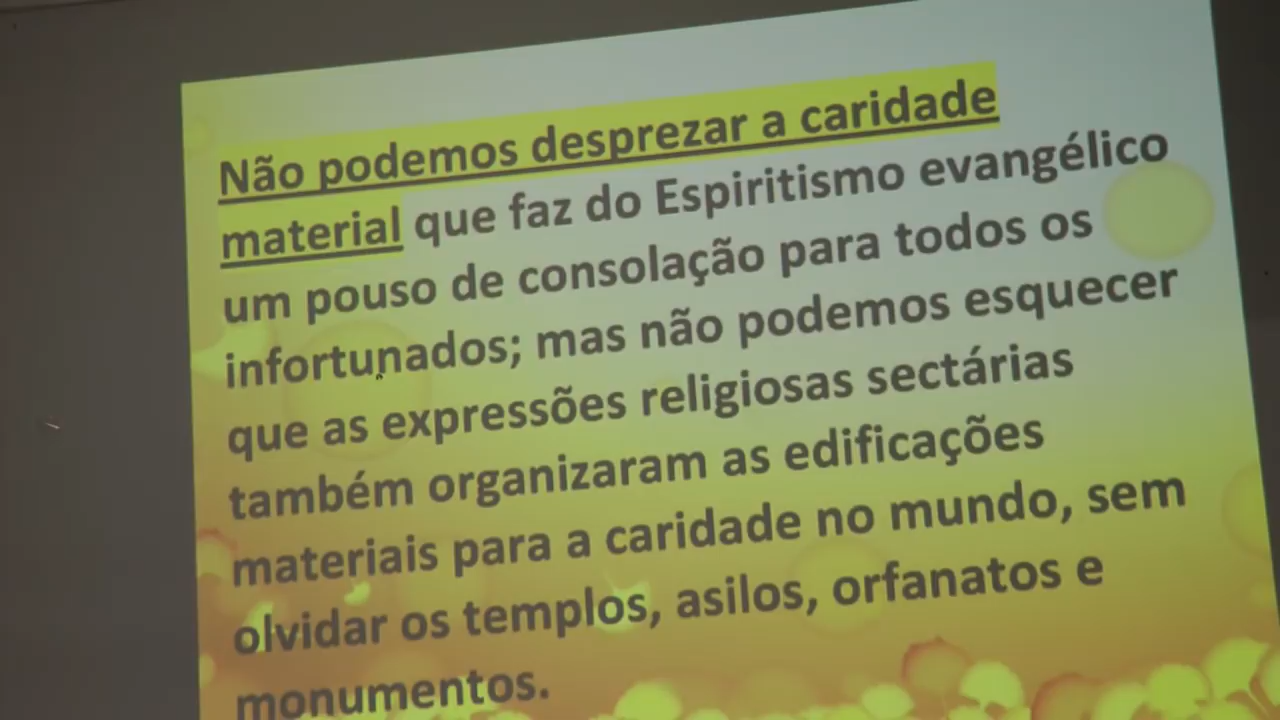 Não podemos desprezar a caridade
material que faz do Espiritismo evangélico
um pouso de consolação para todos os
infortunados; mas não podemos esquecer
que as expressões religiosas sectárias
também organizaram as edificações
materiais para a caridade no mundo, sem
olvidar os templos, asilos, orfanatos e
monumentos.